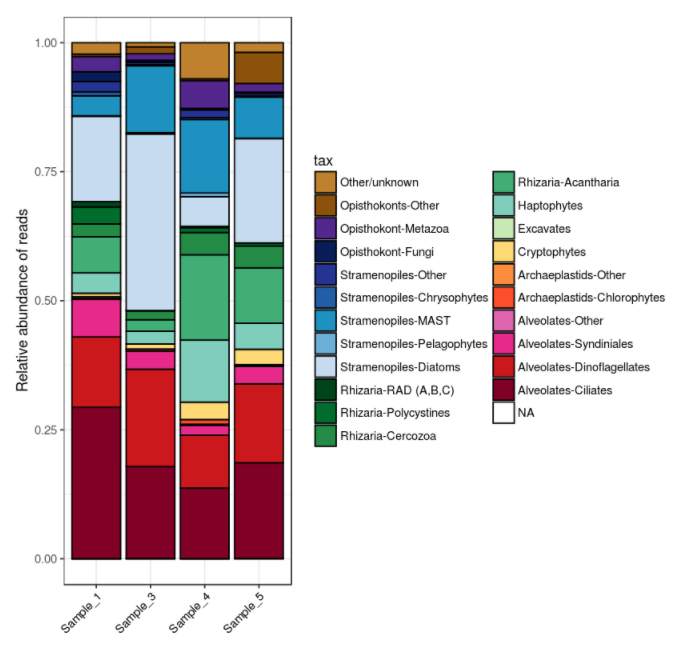 1.00
0.75
0.50
0.25
0.00
Relative abundance of reads
Sample_1
Sample_3
Sample_4
Sample_5
tax
Other/unknown
Opisthokonts-Other
Opisthokont-Metazoa
Opisthokont-Fungi
Stramenopiles-Other
Stramenopiles-Chrysophytes
Stramenopiles-MAST
Stramenopiles-Pelagophytes
Stramenopiles-Diatoms
Rhizaria-RAD (A,B,C)
Rhizaria-Polycystines
Rhizaria-Cercozoa
Rhizaria-Acantharia
Haptophytes
Excavates
Cryptophytes
Archaeplastids-Other
Archaeplastids-Chlorophytes
Alveolates-Other
Alveolates-Syndiniales
Alveolates-Dinoflagellates
Alveolates-Ciliates
NA